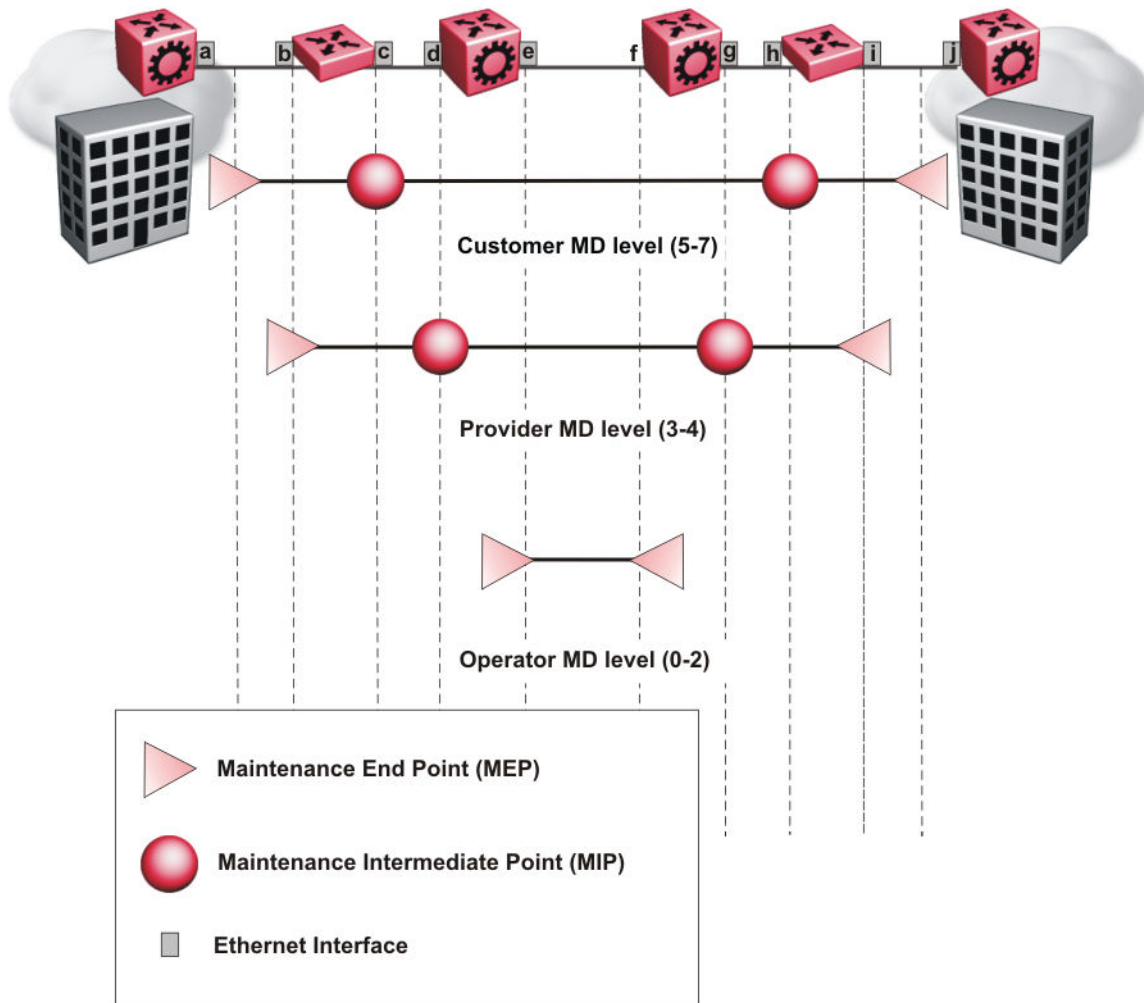 a b c d e f g h i j
Customer MD level (5-7)
Provider MD level (3-4)
Operator MD level (0-2)
Maintenance End Point (MEP)
Maintenance Intermediate Point (MIP)
Ethernet Interface